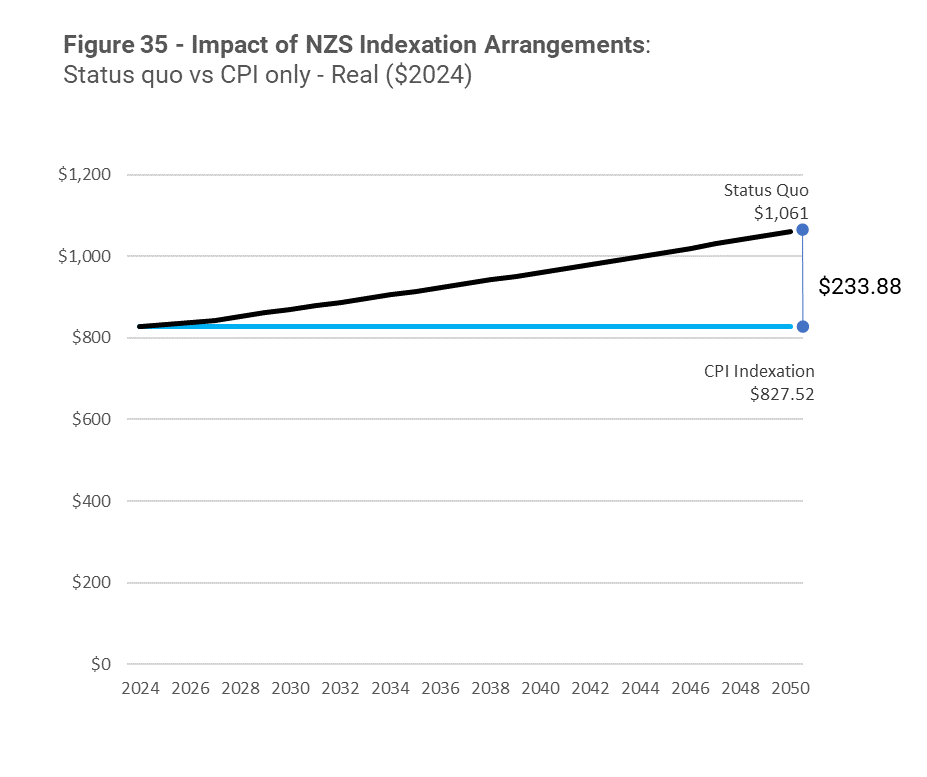 Figure 35 - Impact of NZS Indexation Arrangements:
Status quo vs CPI only - Real ($2024)
$1,200
Status Quo
$1,061
$1,000
$233.88
$800
CPI Indexation
$827.52
$600
$400
$200
$0
2024 2026 2028 2030 2032 2034 2036 2038 2040 2042 2044 2046 2048 2050